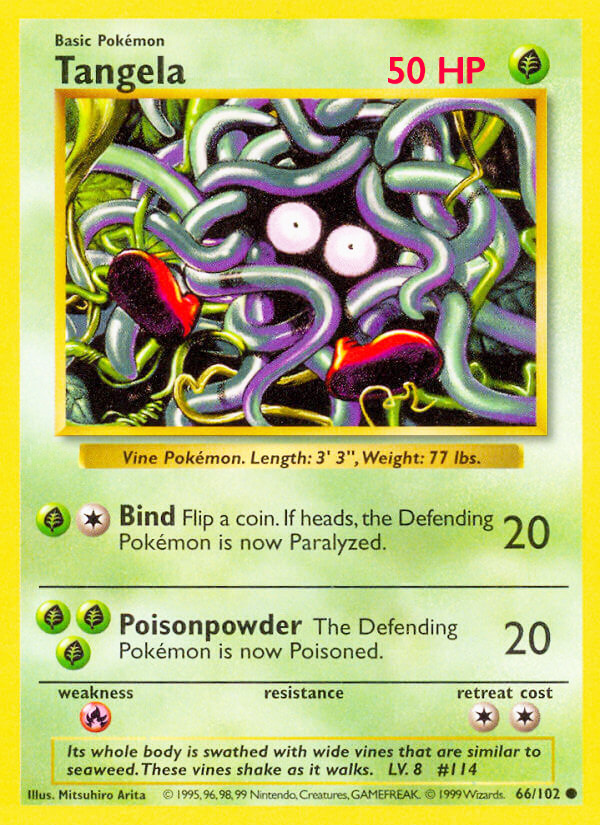 Basic Pokémon
Tangela 50 HP
Vine Pokémon. Length: 3' 3", Weight: 77 lbs.
Bind Flip a coin. If heads, the Defending
Pokémon is now Paralyzed. 20
Poisonpowder The Defending
Pokémon is now Poisoned. 20
weakness resistance retreat cost
Its whole body is swathed with wide vines that are similar to
seaweed. These vines shake as it walks. LV. 8 #114
Illus. Mitsuhiro Arita © 1995, 96, 98, 99 Nintendo, Creatures, GAMEFREAK. © 1999 Wizards. 66/102